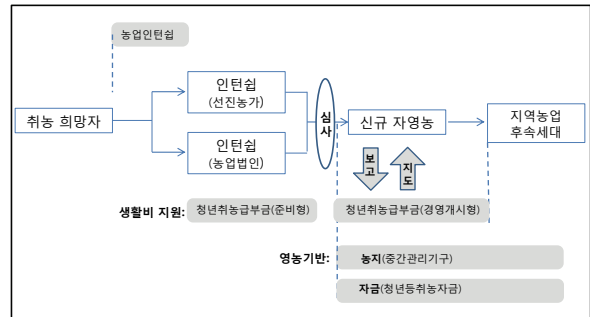 농업인턴쉽
취농 희망자
인턴쉽
(선진농가)
인턴쉽
(농업법인)
심사
신규 자영농
지역농업
후속세대
보고
지도
생활비 지원: 청년취농급부금(준비형) 청년취농급부금(경영개시형)
영농기반: 농지(중간관리기구)
자금(청년등취농자금)